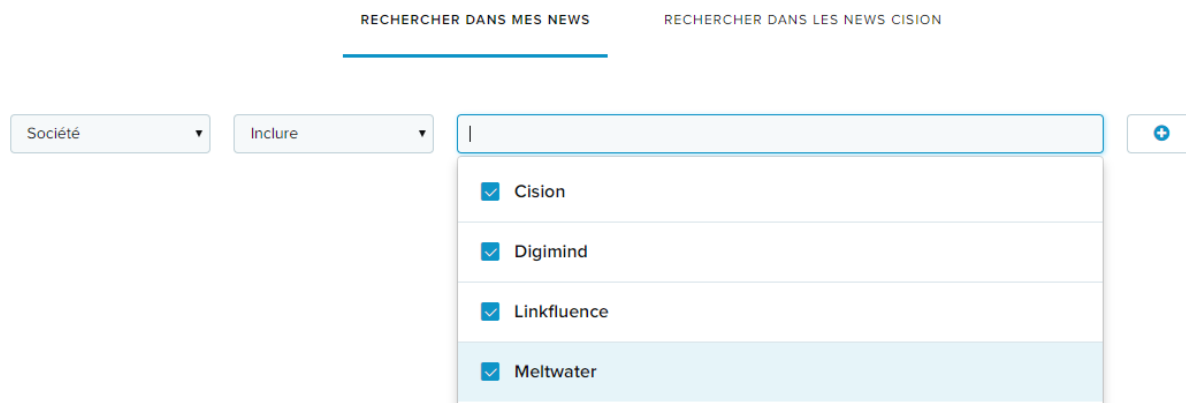 RECHERCHER DANS MES NEWS RECHERCHER DANS LES NEWS CISION
Société Inclure
Cision
Digimind
Linkfluence
Meltwater